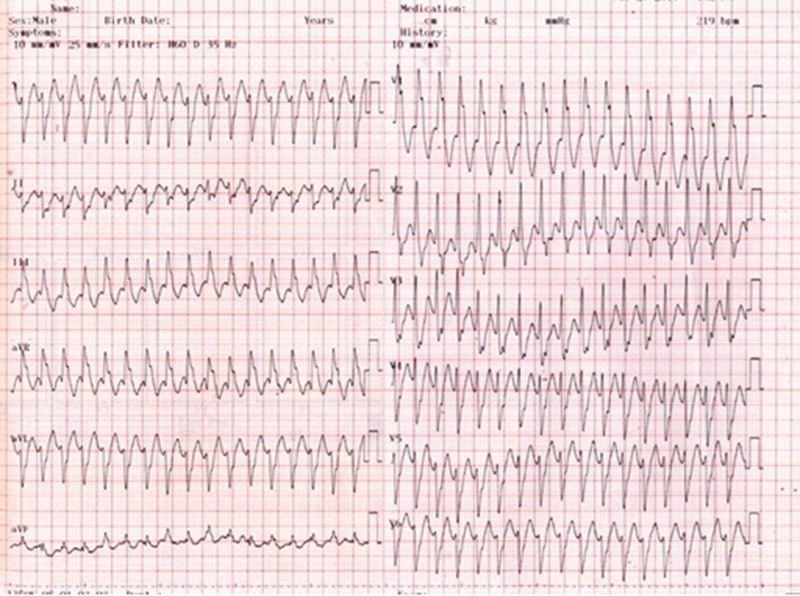 Name:
Sex:Male Birth Date: Years
Symptoms:
10 mm/mV 25 mm/s Filter: H60 D 35 Hz
Medication:
cm kg mmHg 219 bpm
History:
10 mm/mV
I
II
III
aVR
aVL
aVF
V1
V2
V3
V4
V5
V6